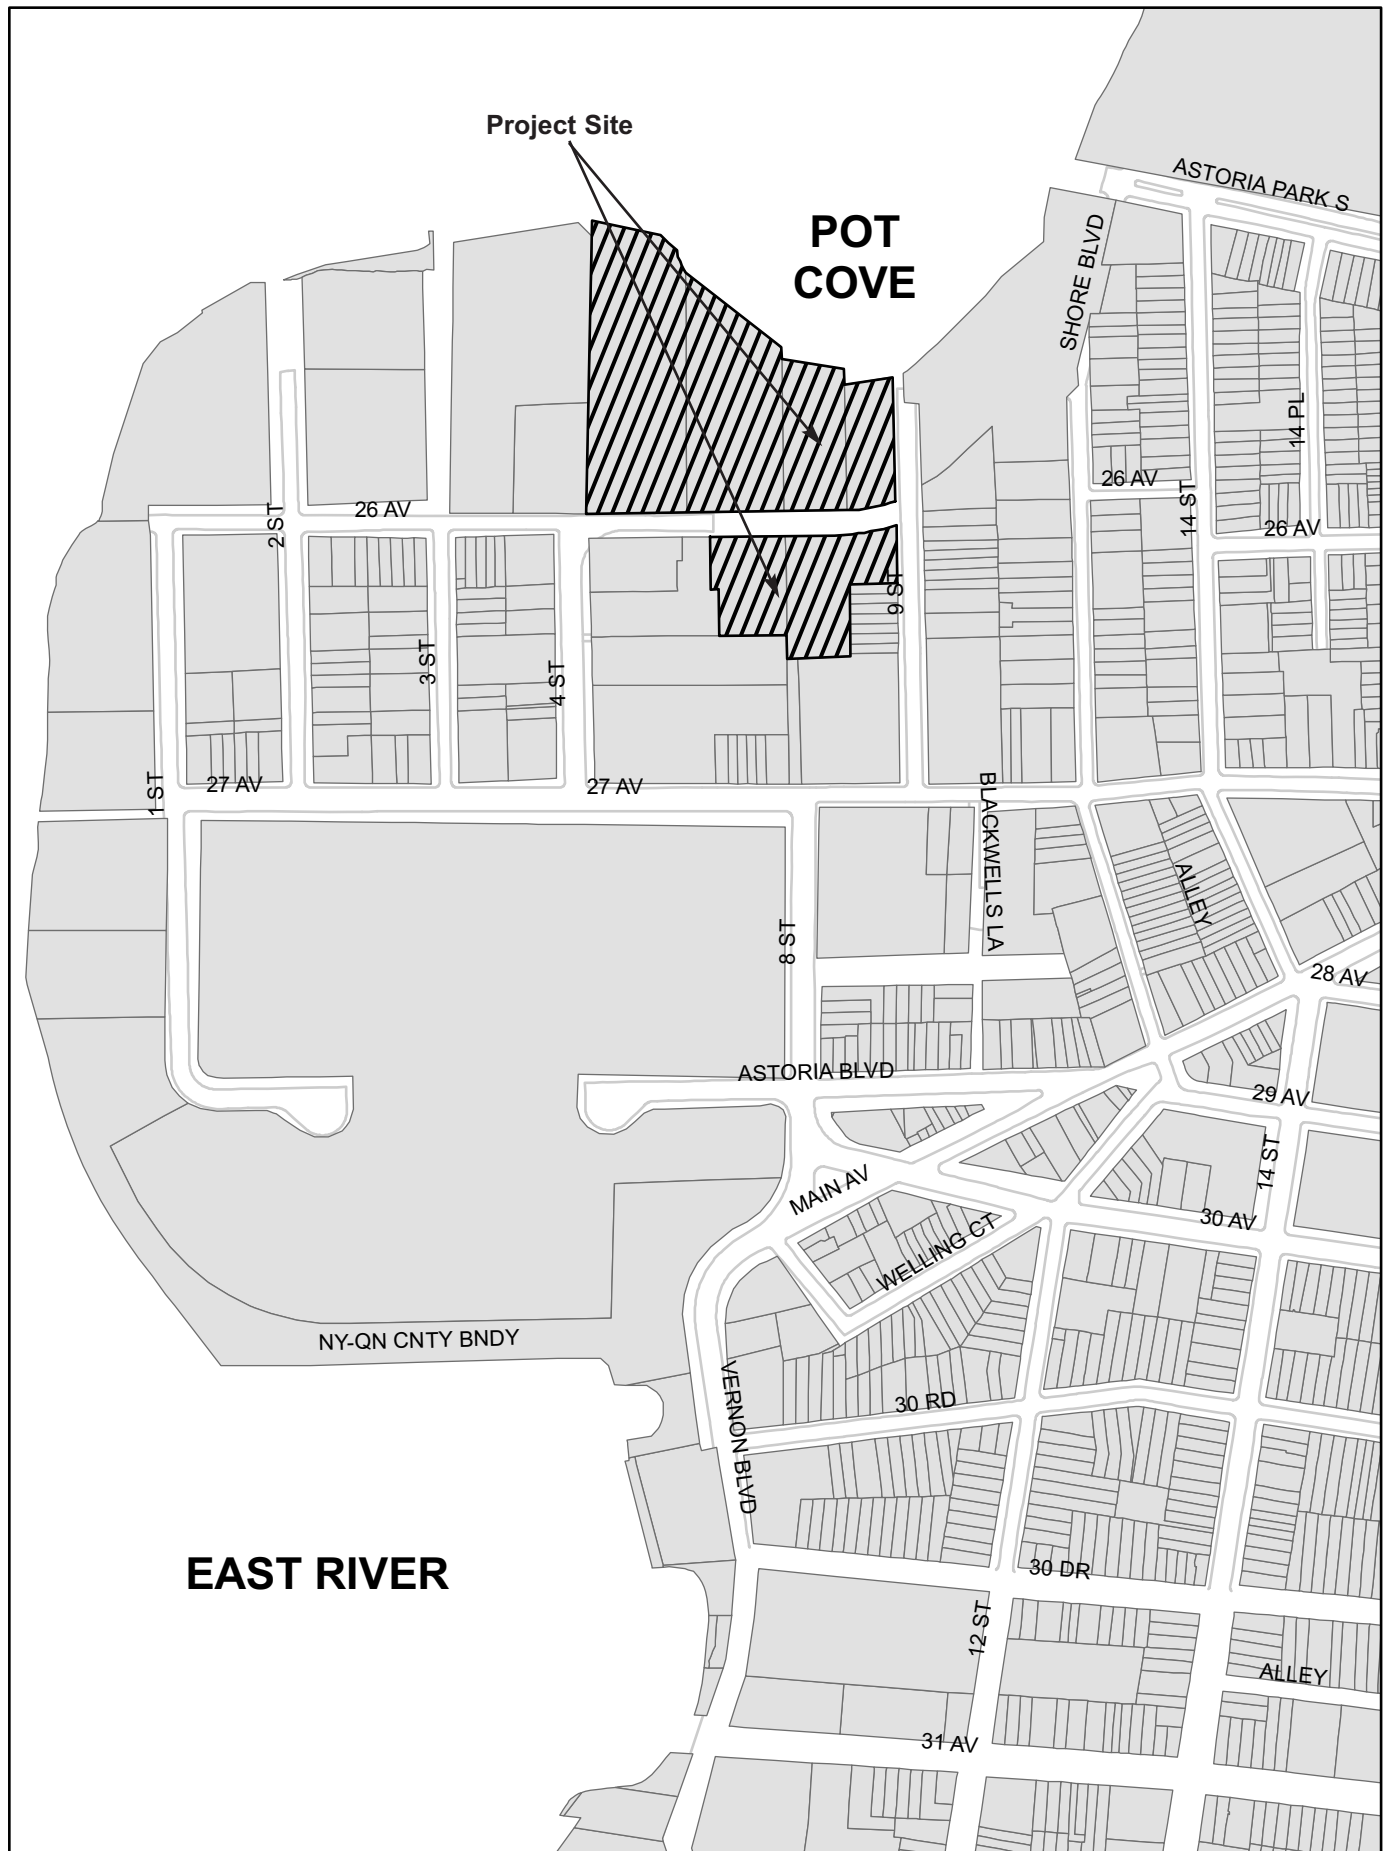 Project Site
ASTORIA PARK S
POT
COVE
SHORE BLVD
14 PL
26 AV
14 ST
26 AV
26 AV
2 ST
9 ST
3 ST
4 ST
1 ST
27 AV
27 AV
BLACKWELLS LA
ALLEY
8 ST
28 AV
ASTORIA BLVD
29 AV
14 ST
MAIN AV
30 AV
WELLING CT
NY-QN CNTY BNDY
VERNON BLVD
30 RD
EAST RIVER
30 DR
12 ST
ALLEY
31 AV